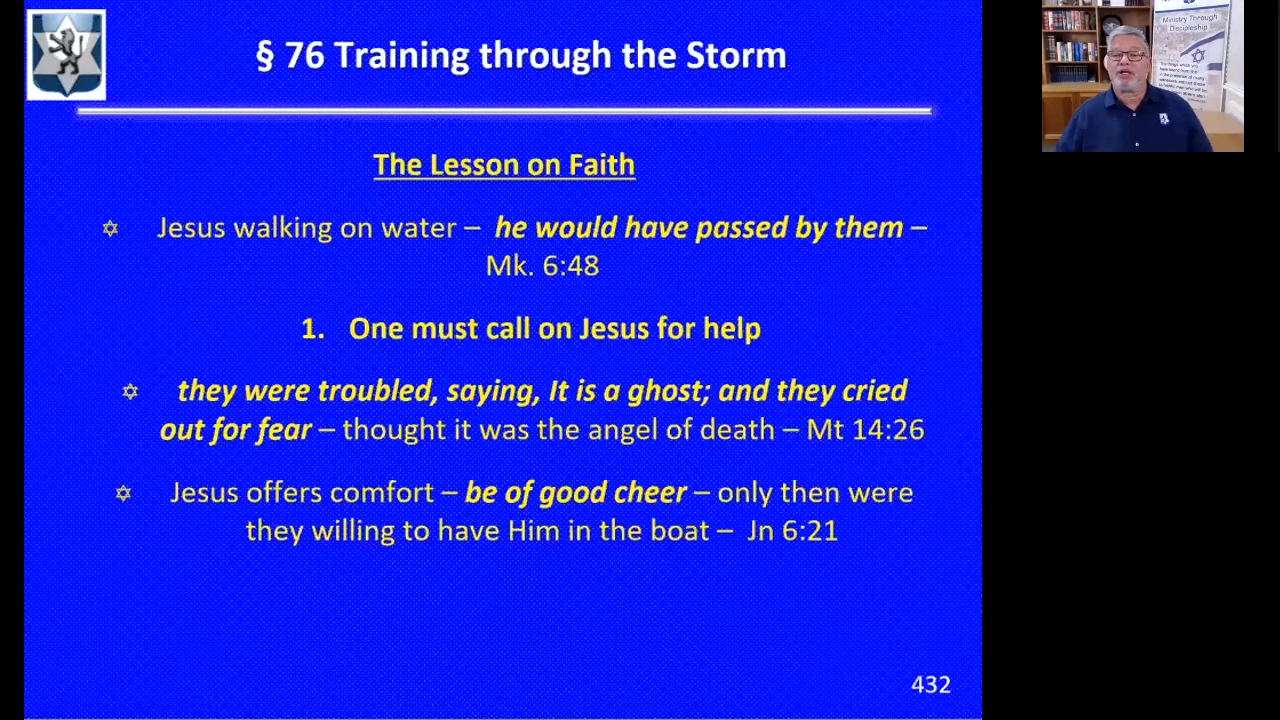 § 76 Training through the Storm
The Lesson on Faith
✡ Jesus walking on water – he would have passed by them –
Mk. 6:48
1. One must call on Jesus for help
✡ they were troubled, saying, It is a ghost; and they cried
out for fear – thought it was the angel of death – Mt 14:26
✡ Jesus offers comfort – be of good cheer – only then were
they willing to have Him in the boat – Jn 6:21
432
Ministry Through
Discipleship